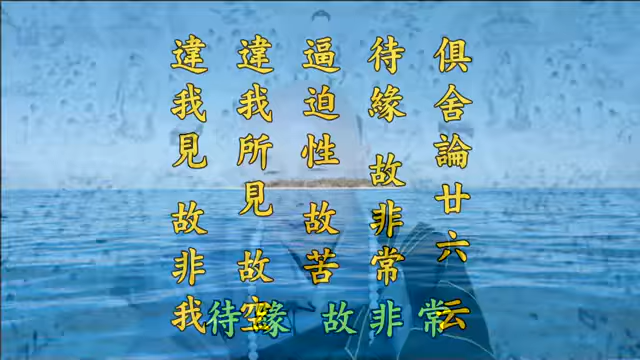 俱舍論廿六 云
待緣 故非常
逼迫性 故苦
違我所見 故空
違我見 故非我
待緣 故非常